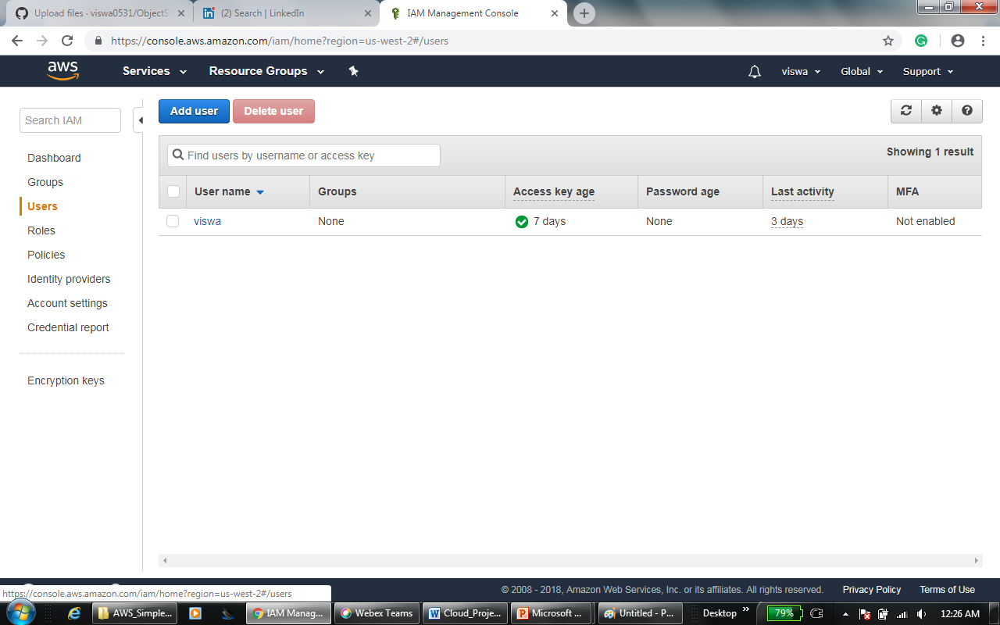 Upload files · viswa0531/ObjectSt
(2) Search | LinkedIn
IAM Management Console
https://console.aws.amazon.com/iam/home?region=us-west-2#/users
aws
Services
Resource Groups
viswa
Global
Support
Search IAM
Dashboard
Groups
Users
Roles
Policies
Identity providers
Account settings
Credential report
Encryption keys
Add user
Delete user
Find users by username or access key
Showing 1 result
User name Groups Access key age Password age Last activity MFA
viswa None 7 days None 3 days Not enabled
© 2008 - 2018, Amazon Web Services, Inc. or its affiliates. All rights reserved. Privacy Policy Terms of Use
https://console.aws.amazon.com/iam/home?region=us-west-2#/users
AWS_Simple...
IAM Manag...
Webex Teams
Cloud_Proje...
Microsoft ...
Untitled - P...
Desktop
79%
12:26 AM